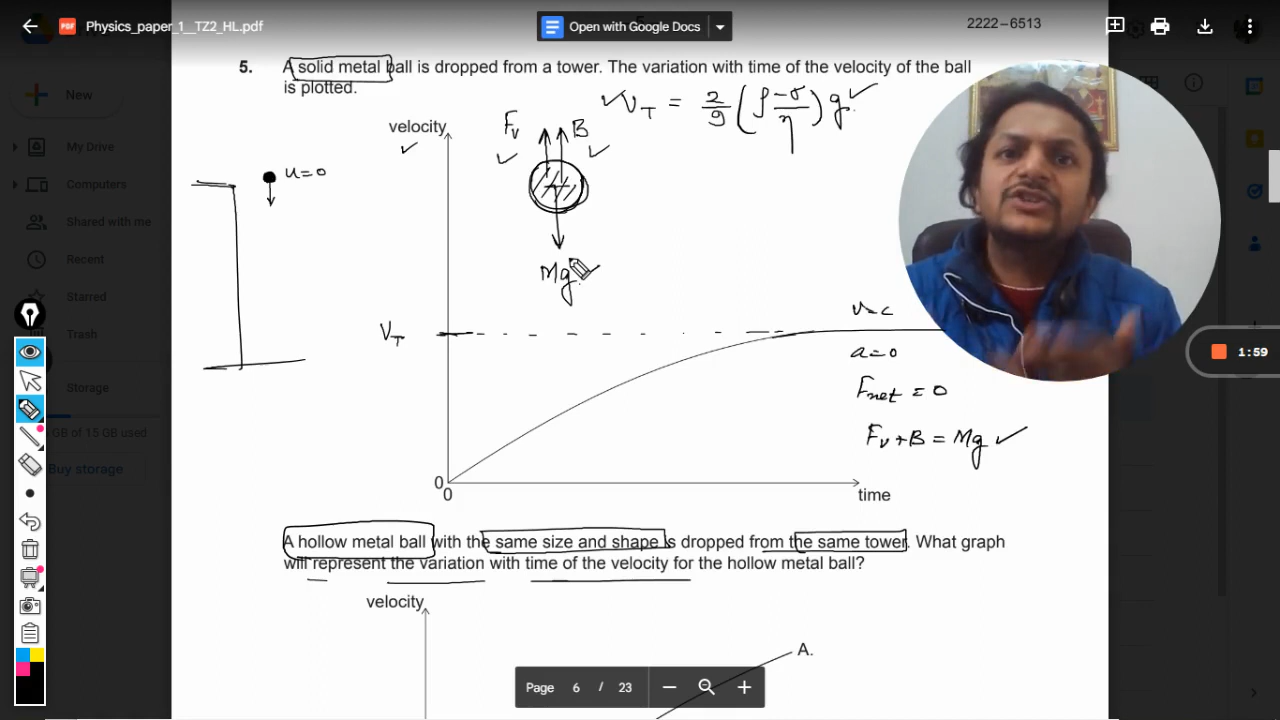 Physics_paper_1__TZ2_HL.pdf
Open with Google Docs
2222–6513
5. A solid metal ball is dropped from a tower. The variation with time of the velocity of the ball
is plotted.
V_T = 2/9 (ρ-σ/η) g
velocity
F_v
B
u=0
New
My Drive
Computers
Shared with me
Recent
Starred
Trash
Storage
GB of 15 GB used
Buy storage
Mg
V_T
v=c
a=0
F_net = 0
F_v+B = Mg
1:59
0
0
time
A hollow metal ball with the same size and shape is dropped from the same tower. What graph
will represent the variation with time of the velocity for the hollow metal ball?
velocity
A.
Page 6 / 23